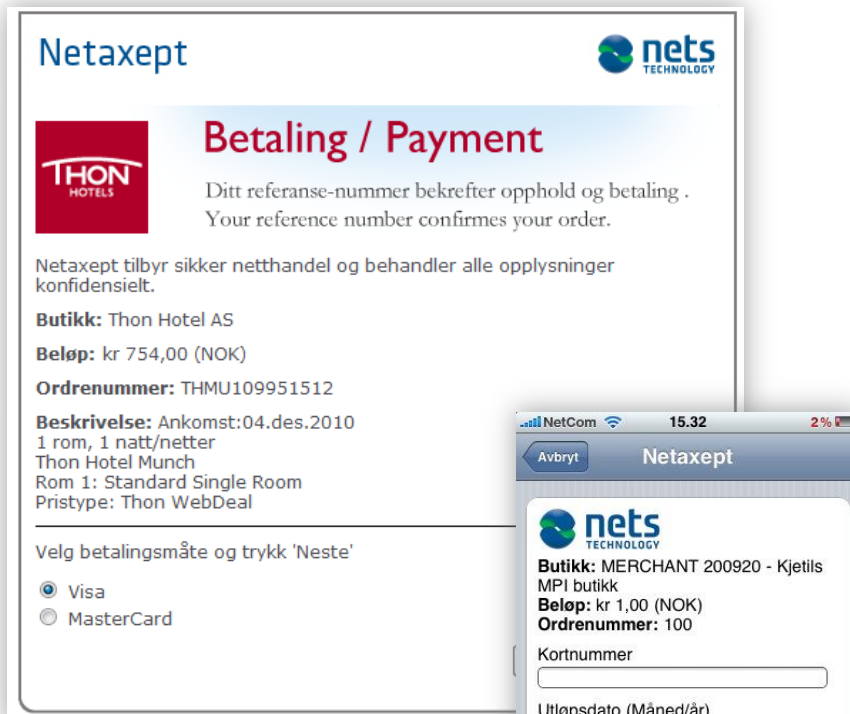 Netaxept
nets
TECHNOLOGY
THON
HOTELS
Betaling / Payment
Ditt referanse-nummer bekrefter opphold og betaling .
Your reference number confirmes your order.
Netaxept tilbyr sikker netthandel og behandler alle opplysninger
konfidensielt.
Butikk: Thon Hotel AS
Beløp: kr 754,00 (NOK)
Ordrenummer: THMU109951512
Beskrivelse: Ankomst:04.des.2010
1 rom, 1 natt/netter
Thon Hotel Munch
Rom 1: Standard Single Room
Pristype: Thon WebDeal
Velg betalingsmåte og trykk 'Neste'
Visa
MasterCard
NetCom 15.32 2%
Avbryt Netaxept
nets
TECHNOLOGY
Butikk: MERCHANT 200920 - Kjetils
MPI butikk
Beløp: kr 1,00 (NOK)
Ordrenummer: 100
Kortnummer
Utløpsdato (Måned/år)